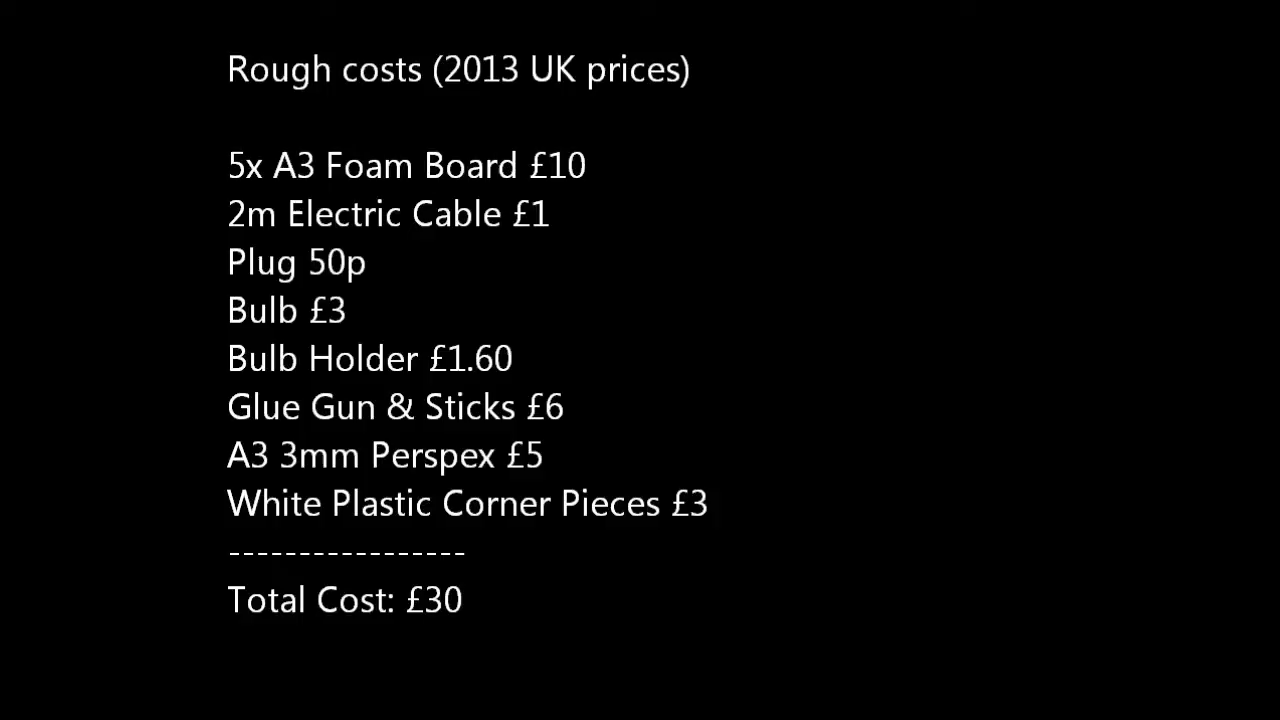 Rough costs (2013 UK prices)
5x A3 Foam Board £10
2m Electric Cable £1
Plug 50p
Bulb £3
Bulb Holder £1.60
Glue Gun & Sticks £6
A3 3mm Perspex £5
White Plastic Corner Pieces £3
-----------------
Total Cost: £30